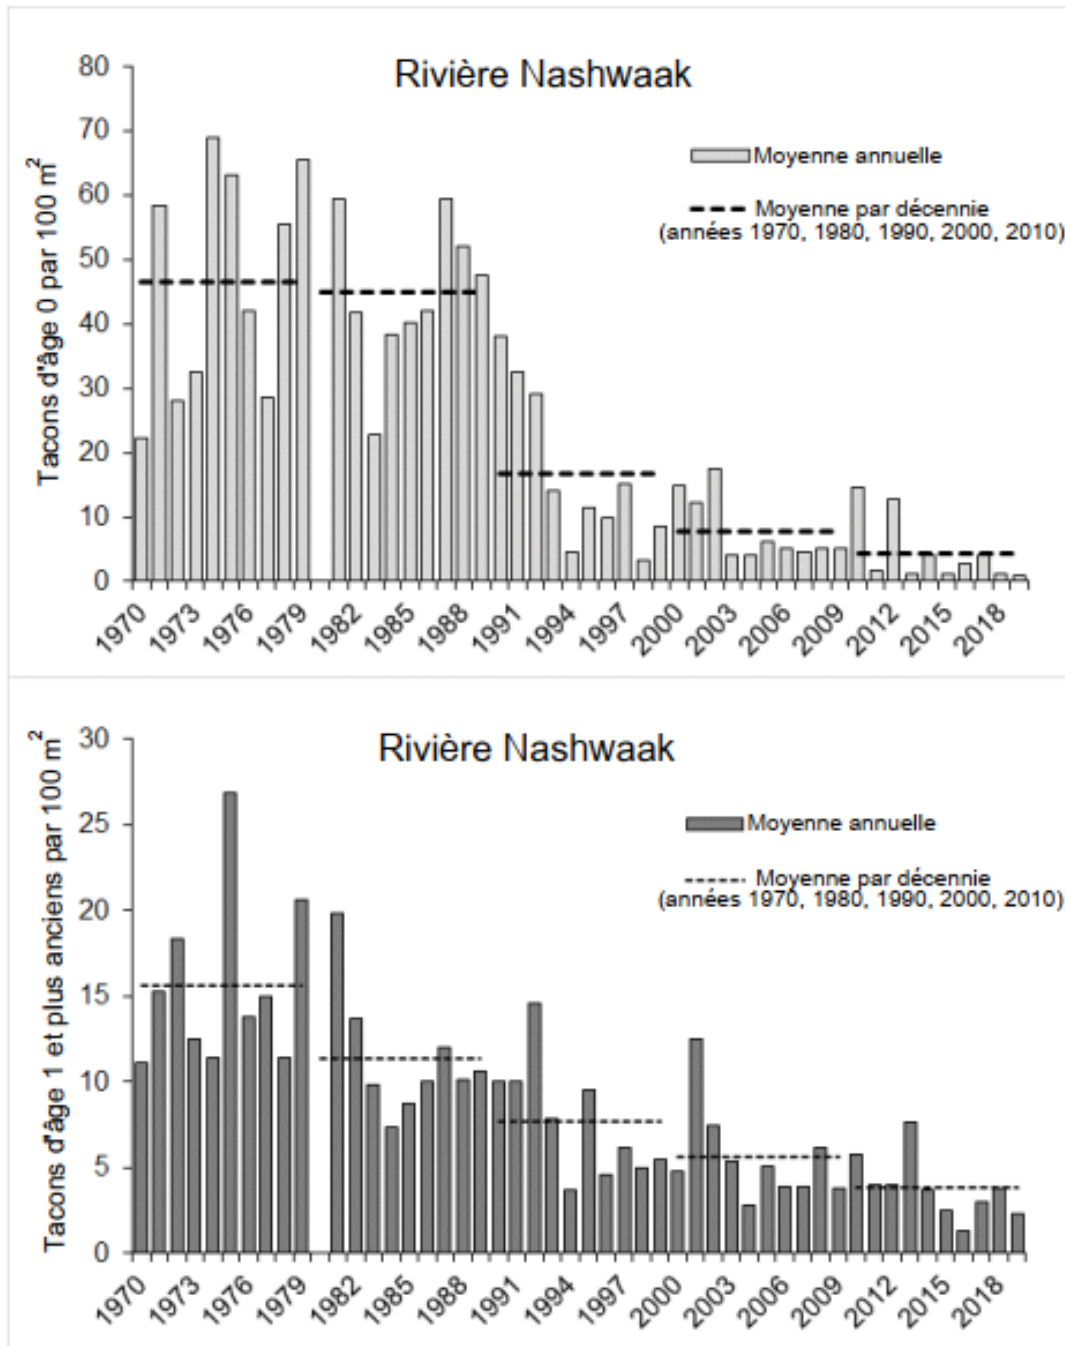 Rivière Nashwaak
Tacons d'âge 0 par 100 m²
80
70
60
50
40
30
20
10
0
Moyenne annuelle
Moyenne par décennie
(années 1970, 1980, 1990, 2000, 2010)
1970 1973 1976 1979 1982 1985 1988 1991 1994 1997 2000 2003 2006 2009 2012 2015 2018
Rivière Nashwaak
Tacons d'âge 1 et plus anciens par 100 m²
30
25
20
15
10
5
0
Moyenne annuelle
Moyenne par décennie
(années 1970, 1980, 1990, 2000, 2010)
1970 1973 1976 1979 1982 1985 1988 1991 1994 1997 2000 2003 2006 2009 2012 2015 2018